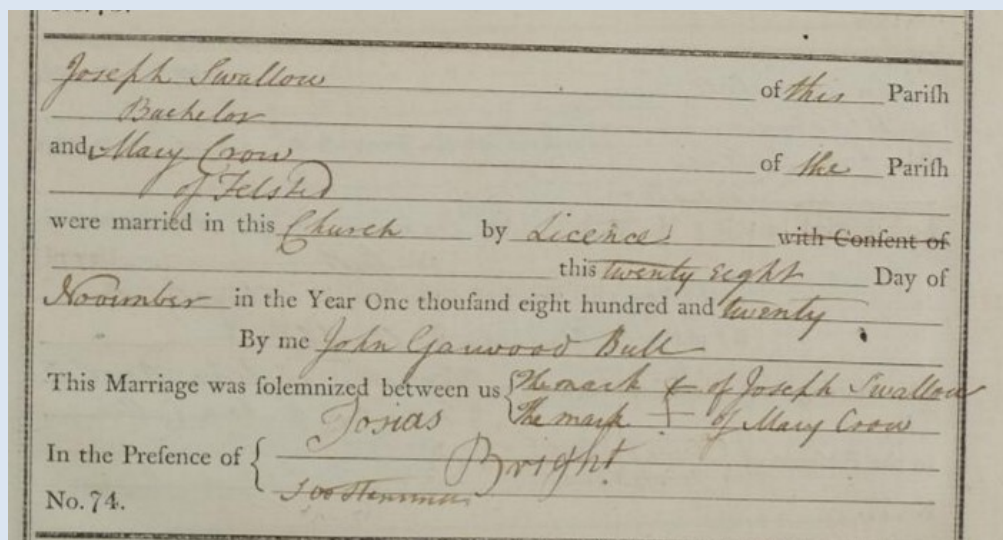 Joseph Swallow of this Pariſh
Bachelor
and Mary Crow of the Pariſh
of Felsted
were married in this Church by Licence with Conſent of
this twenty eight Day of
November in the Year One thouſand eight hundred and twenty
By me John Garwood Bull
This Marriage was ſolemnized between us { The mark + of Joseph Swallow
The mark + of Mary Crow
Josias
In the Preſence of {
Bright
No. 74.